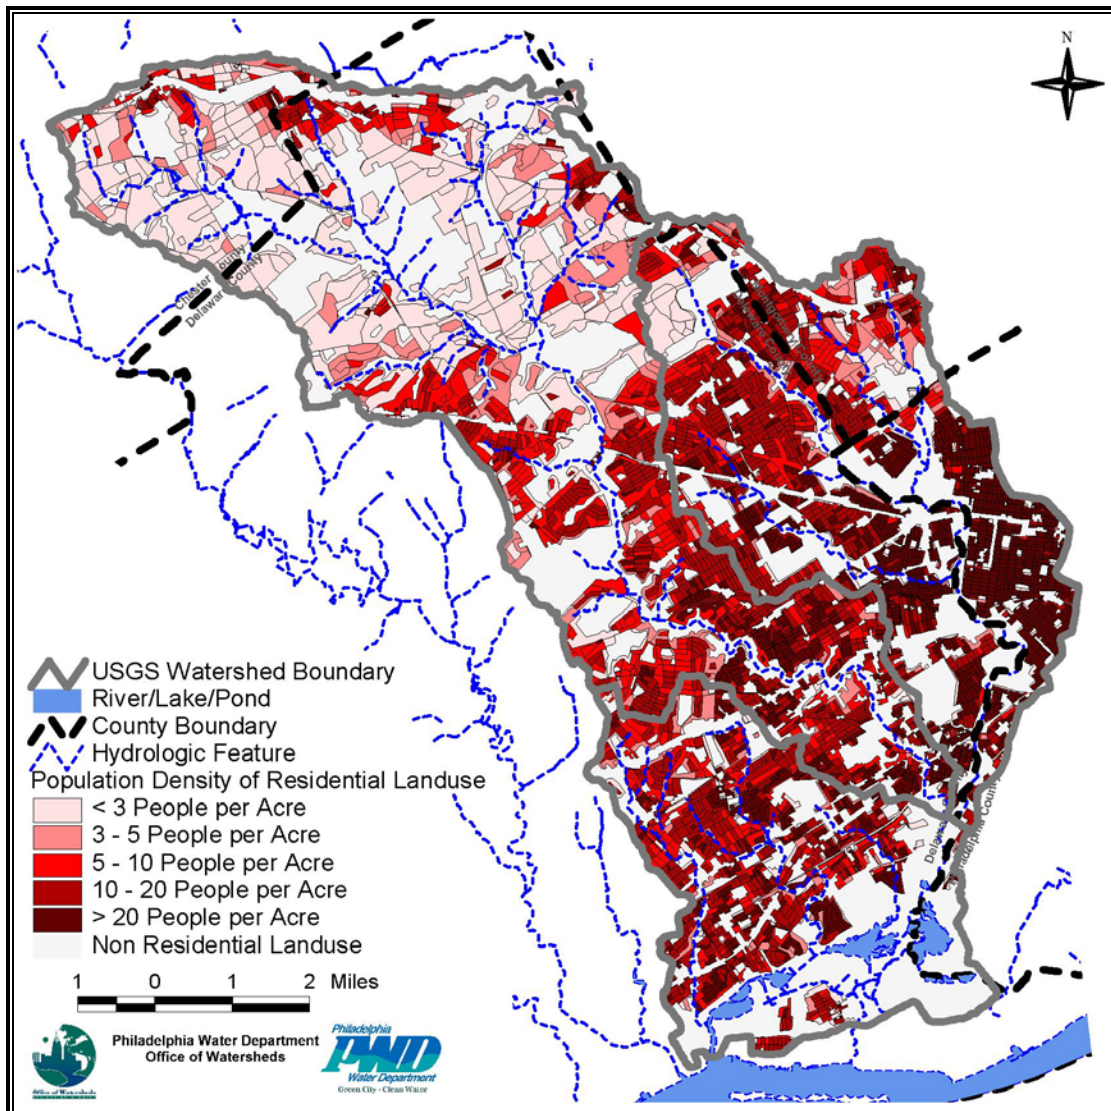 N
Chester County
Delaware County
USGS Watershed Boundary
River/Lake/Pond
County Boundary
Hydrologic Feature
Population Density of Residential Landuse
< 3 People per Acre
3 - 5 People per Acre
5 - 10 People per Acre
10 - 20 People per Acre
> 20 People per Acre
Non Residential Landuse
1 0 1 2 Miles
Philadelphia Water Department
Office of Watersheds
Office of Watersheds
Philadelphia
PWD
Water Department
Green City - Clean Water